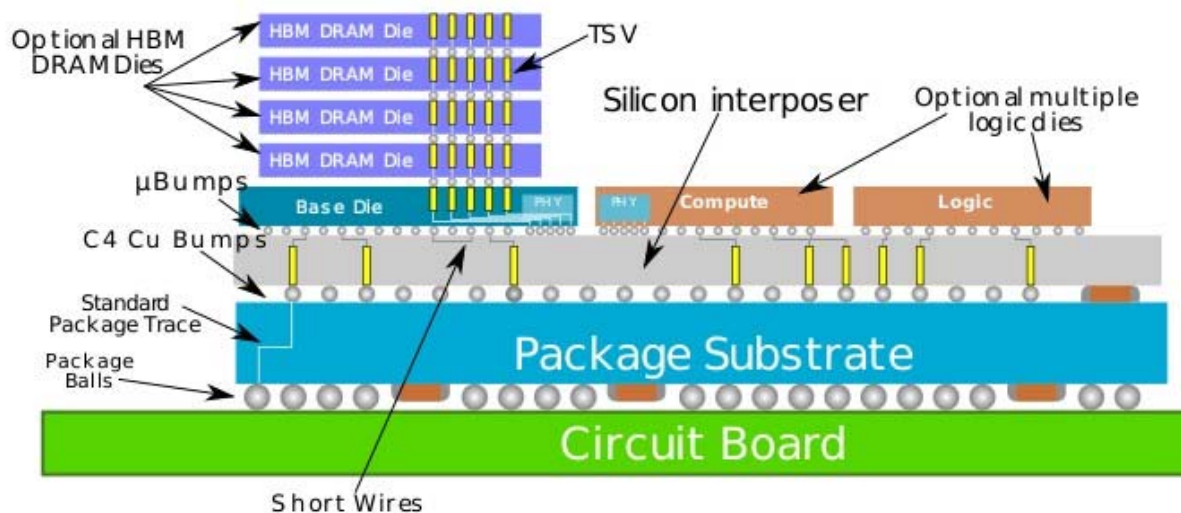 Optional HBM
DRAM Dies
HBM DRAM Die
HBM DRAM Die
HBM DRAM Die
HBM DRAM Die
TSV
Silicon interposer
Optional multiple
logic dies
μBumps
Base Die
PHY
PHY
Compute
Logic
C4 Cu Bumps
Standard
Package Trace
Package Substrate
Package
Balls
Circuit Board
Short Wires